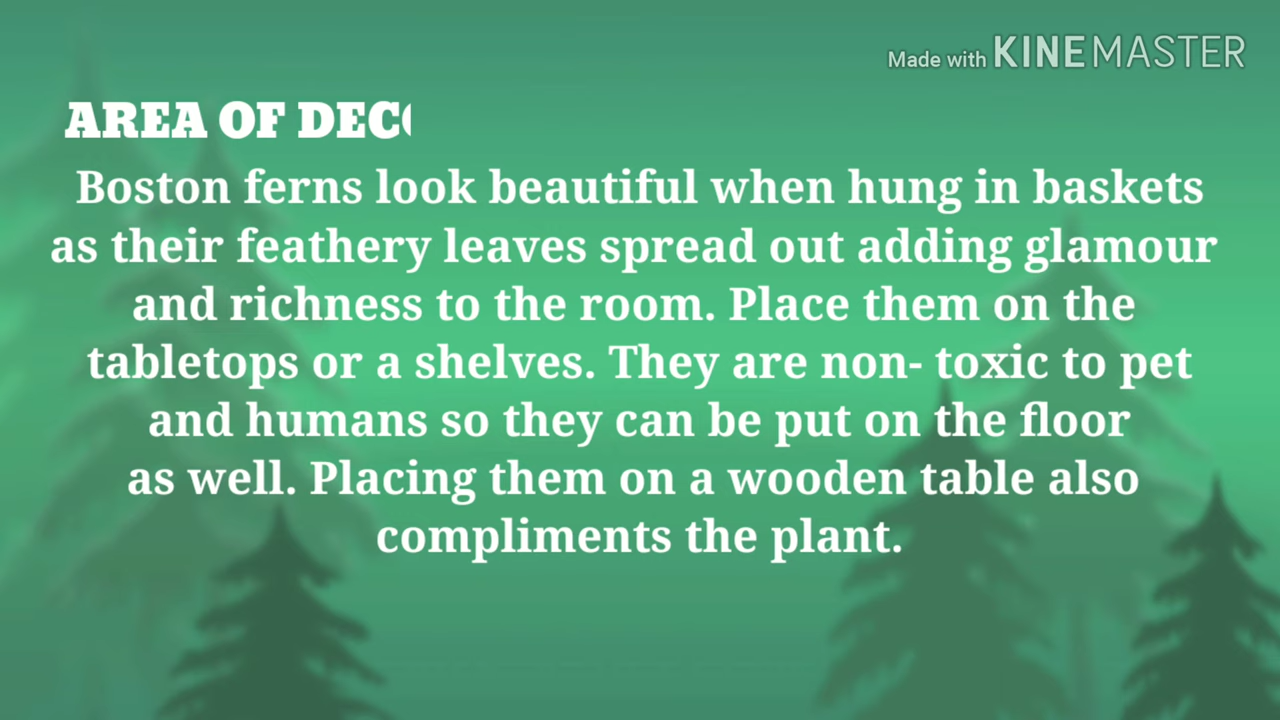 Made with KINEMASTER
AREA OF DEC
Boston ferns look beautiful when hung in baskets
as their feathery leaves spread out adding glamour
and richness to the room. Place them on the
tabletops or a shelves. They are non- toxic to pet
and humans so they can be put on the floor
as well. Placing them on a wooden table also
compliments the plant.